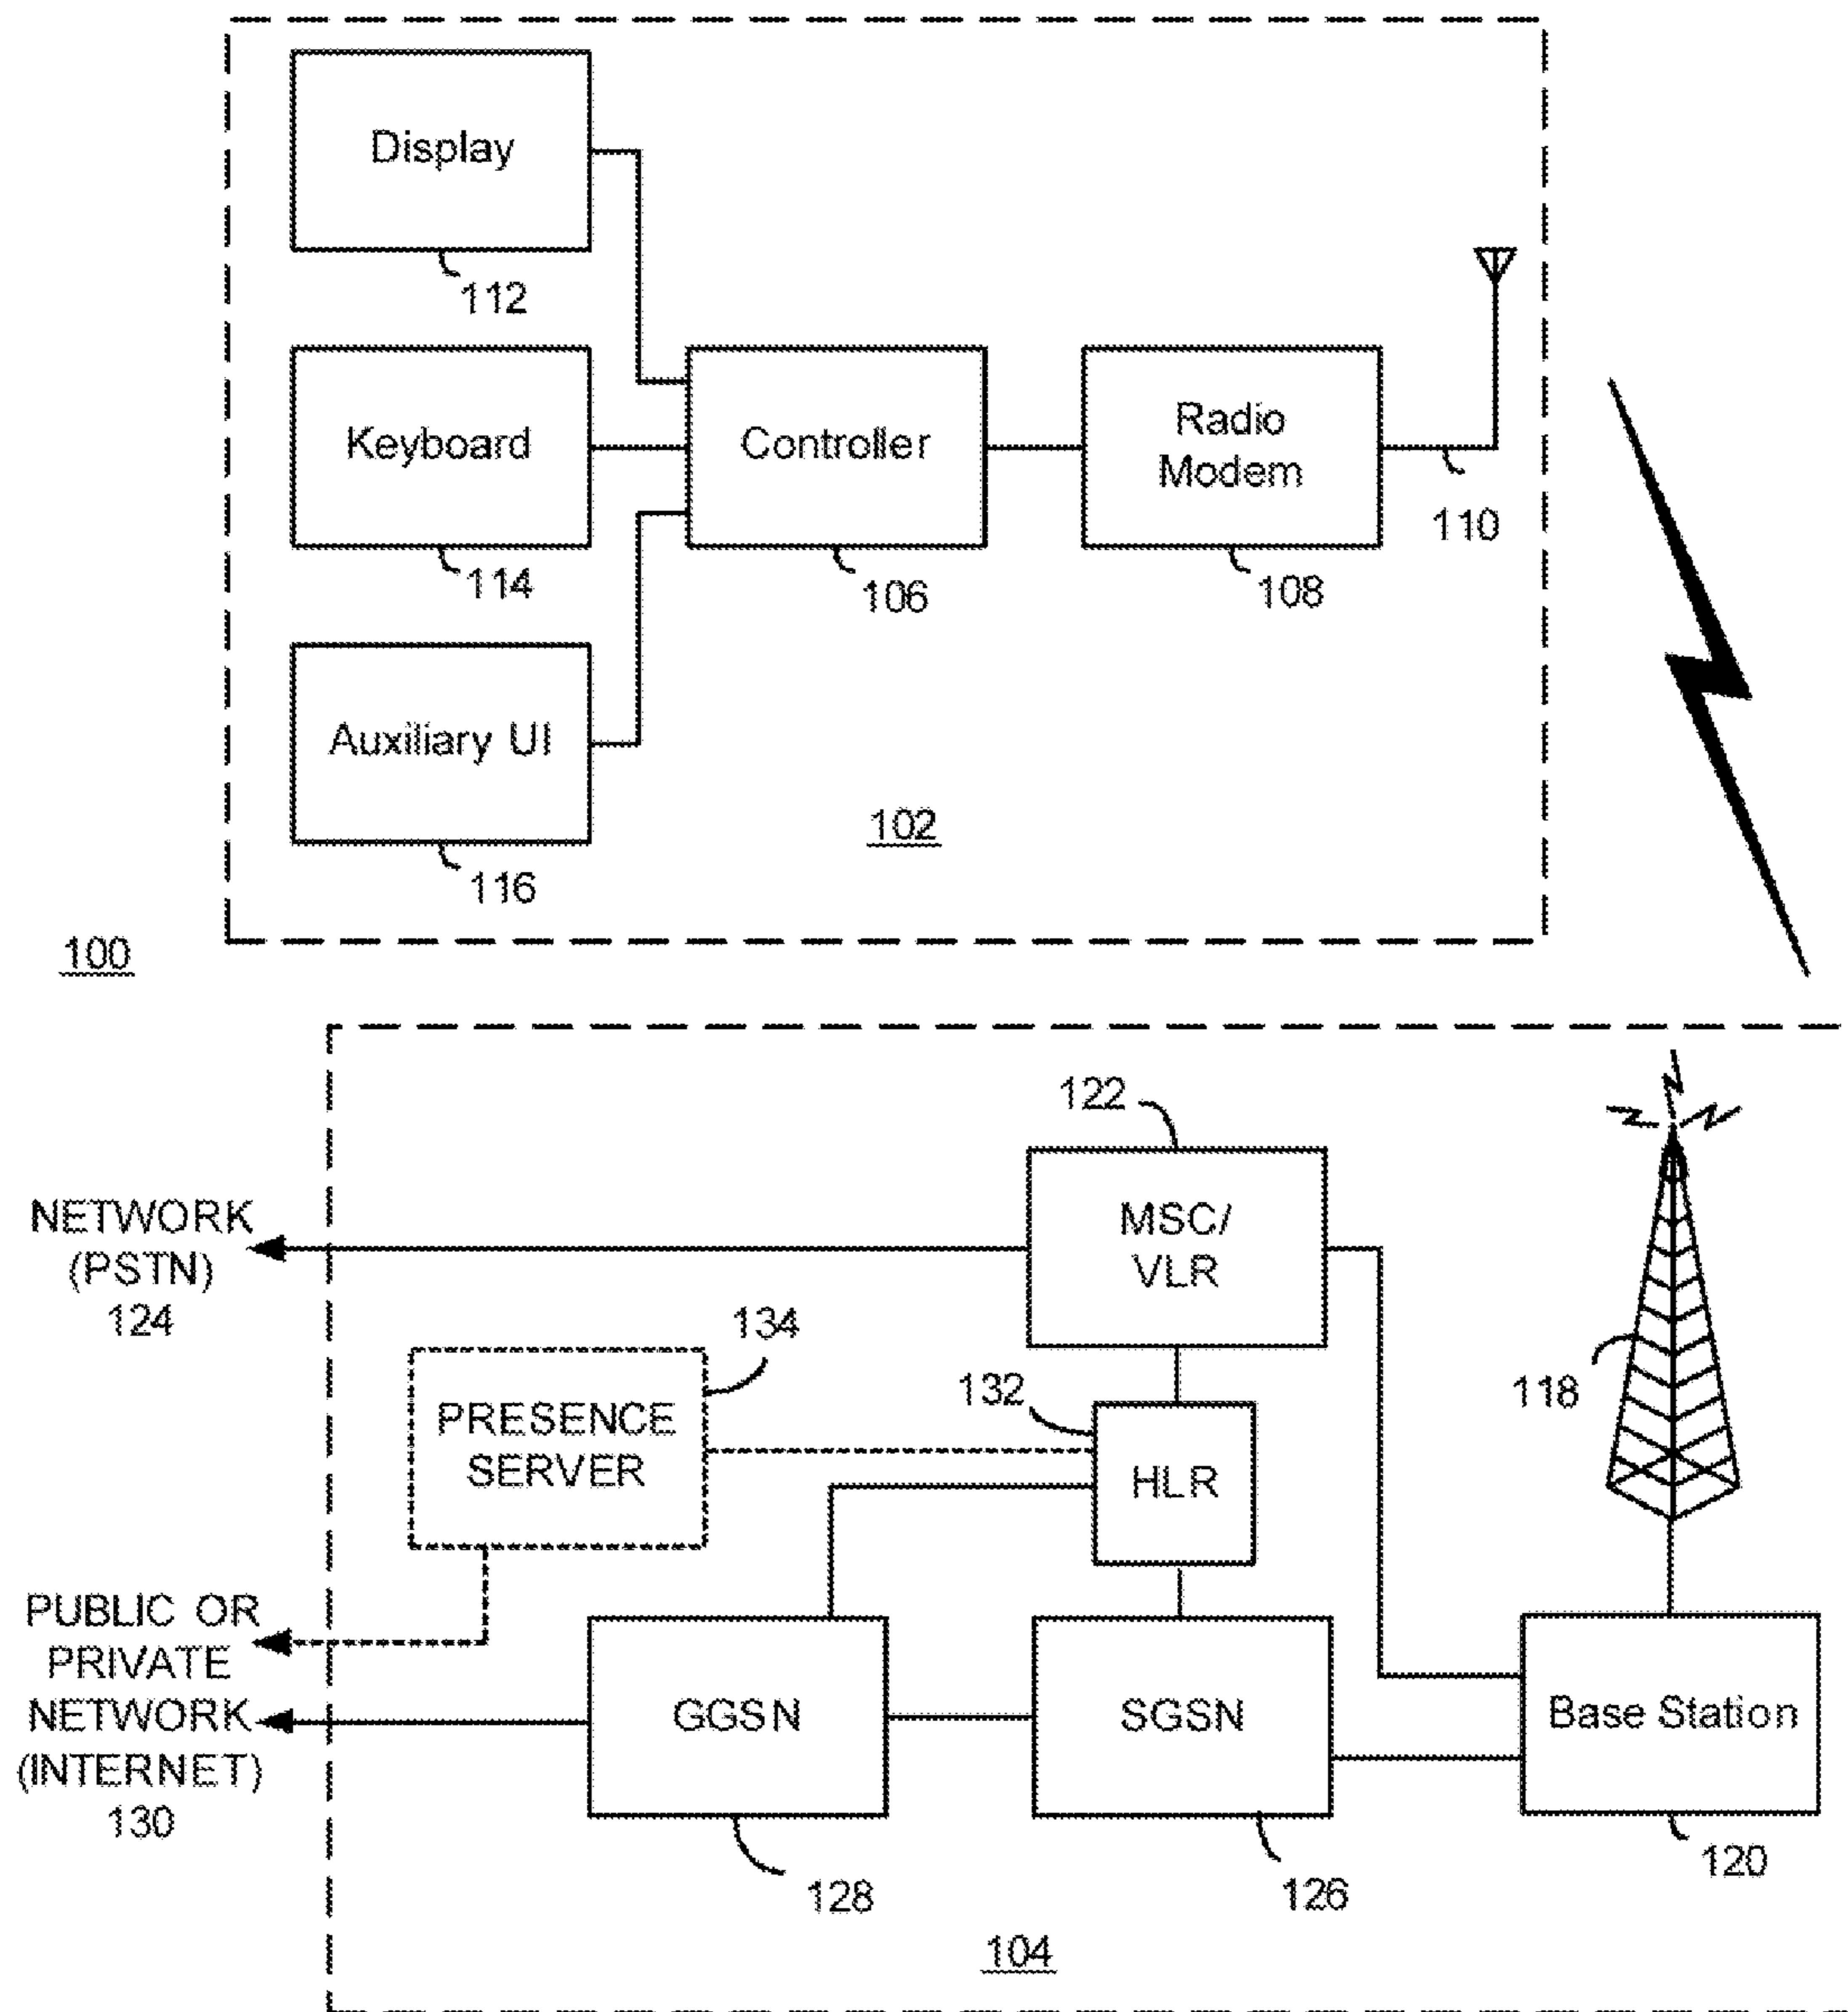 Display
112
Keyboard
114
Controller
106
Radio
Modem
108
110
Auxiliary UI
116
102
100
122
MSC/
VLR
NETWORK
(PSTN)
124
134
PRESENCE
SERVER
132
HLR
118
PUBLIC OR
PRIVATE
NETWORK
(INTERNET)
130
GGSN
128
SGSN
126
Base Station
120
104